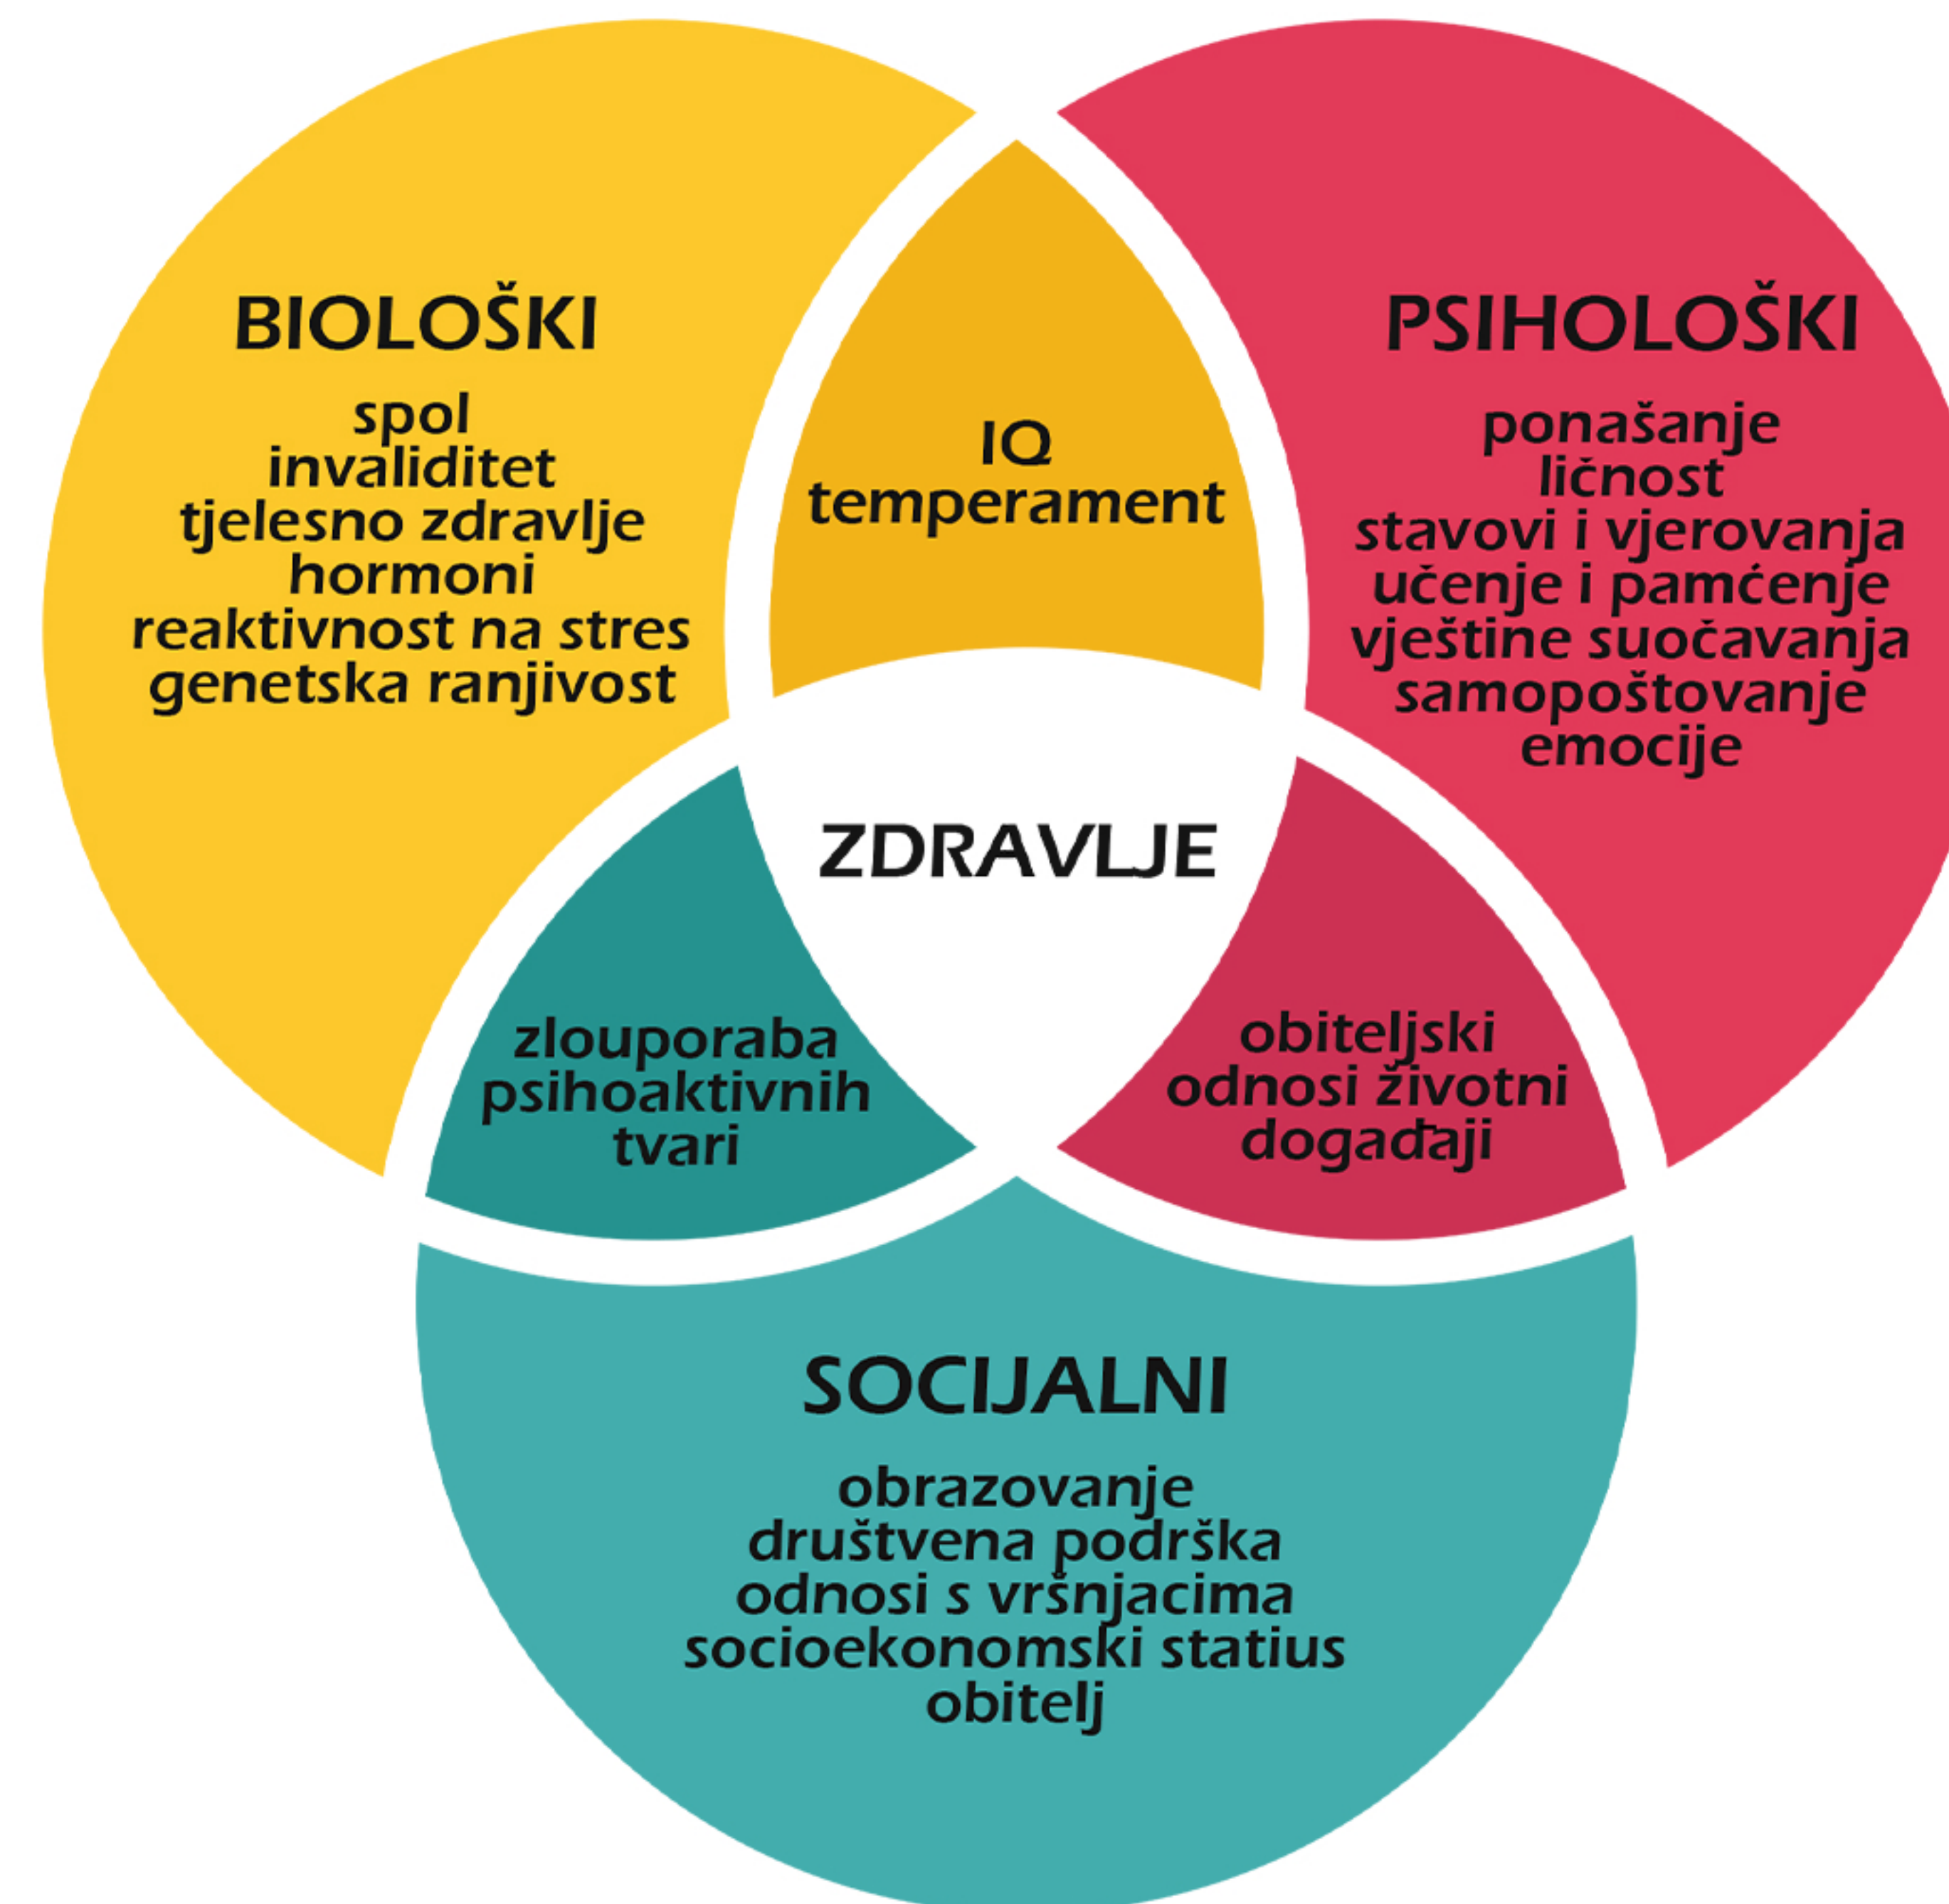 BIOLOŠKI
spol
invaliditet
tjelesno zdravlje
hormoni
reaktivnost na stres
genetska ranjivost
IQ
temperament
PSIHOLOŠKI
ponašanje
ličnost
stavovi i vjerovanja
učenje i pamćenje
vještine suočavanja
samopoštovanje
emocije
ZDRAVLJE
zlouporaba
psihoaktivnih
tvari
obiteljski
odnosi životni
događaji
SOCIJALNI
obrazovanje
društvena podrška
odnosi s vršnjacima
socioekonomski statius
obitelj